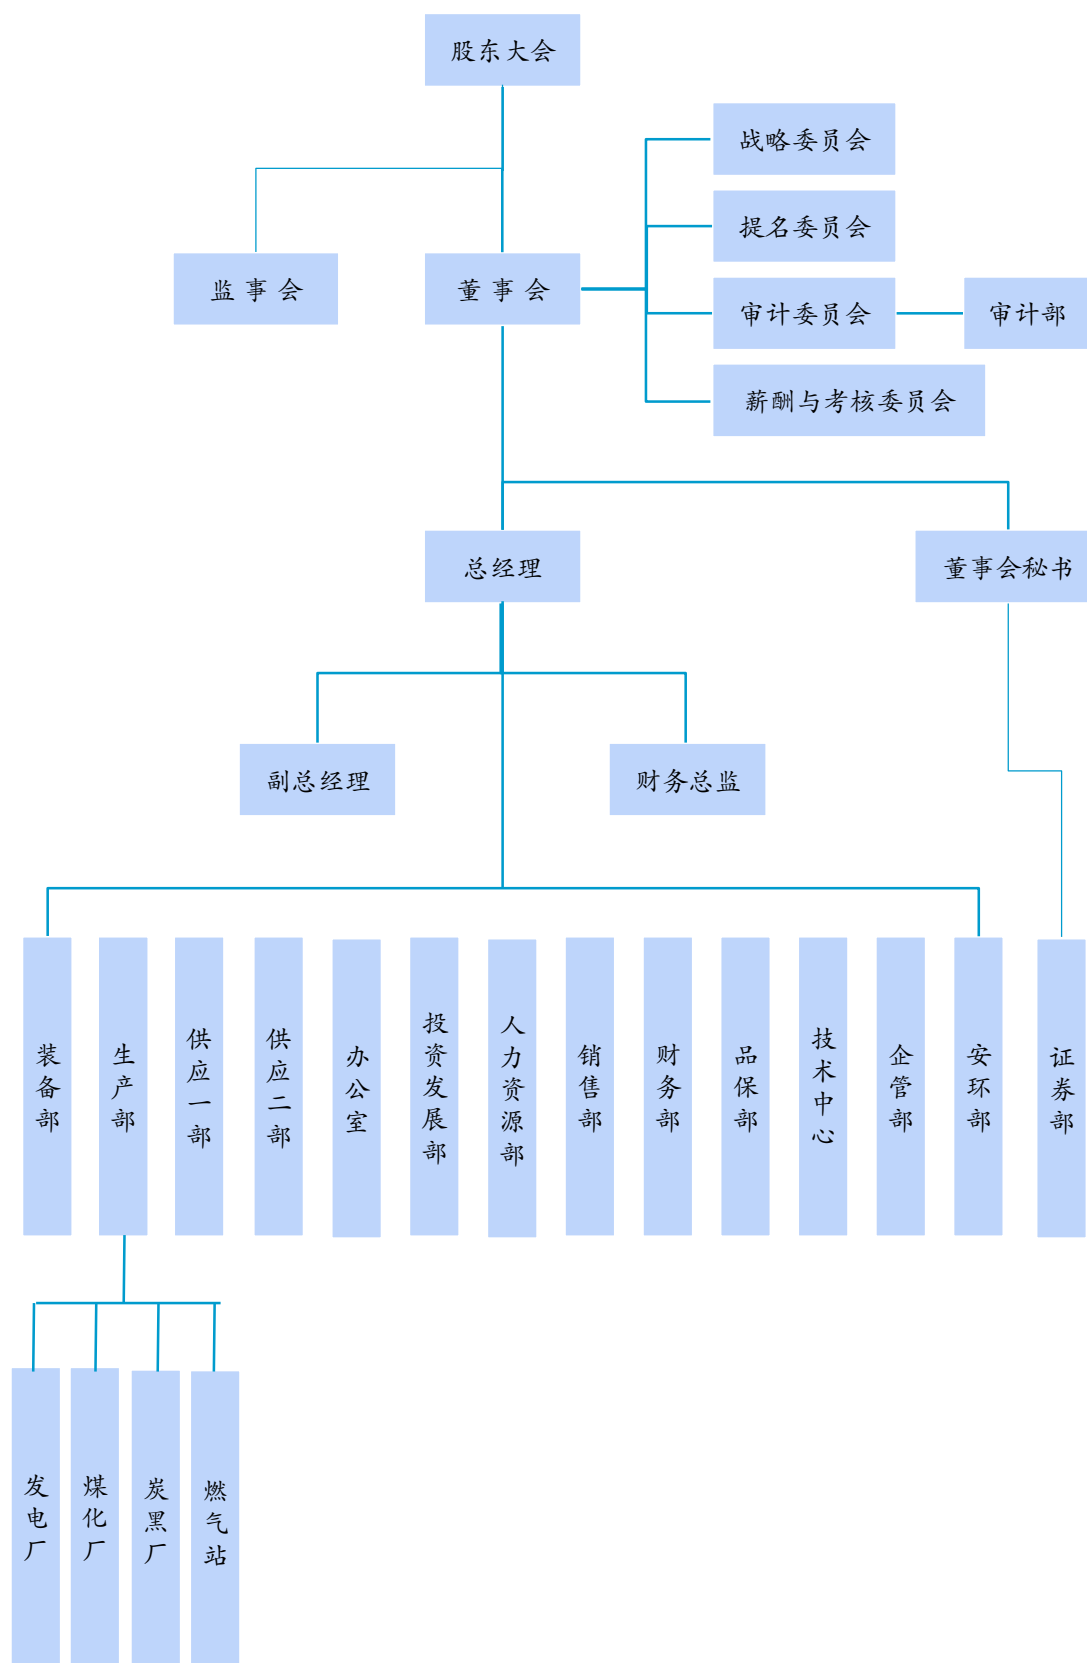 股东大会
战略委员会
提名委员会
监事会
董事会
审计委员会
审计部
薪酬与考核委员会
总经理
董事会秘书
副总经理
财务总监
装备部
生产部
供应一部
供应二部
办公室
投资发展部
人力资源部
销售部
财务部
品保部
技术中心
企管部
安环部
证券部
发电厂
煤化厂
炭黑厂
燃气站